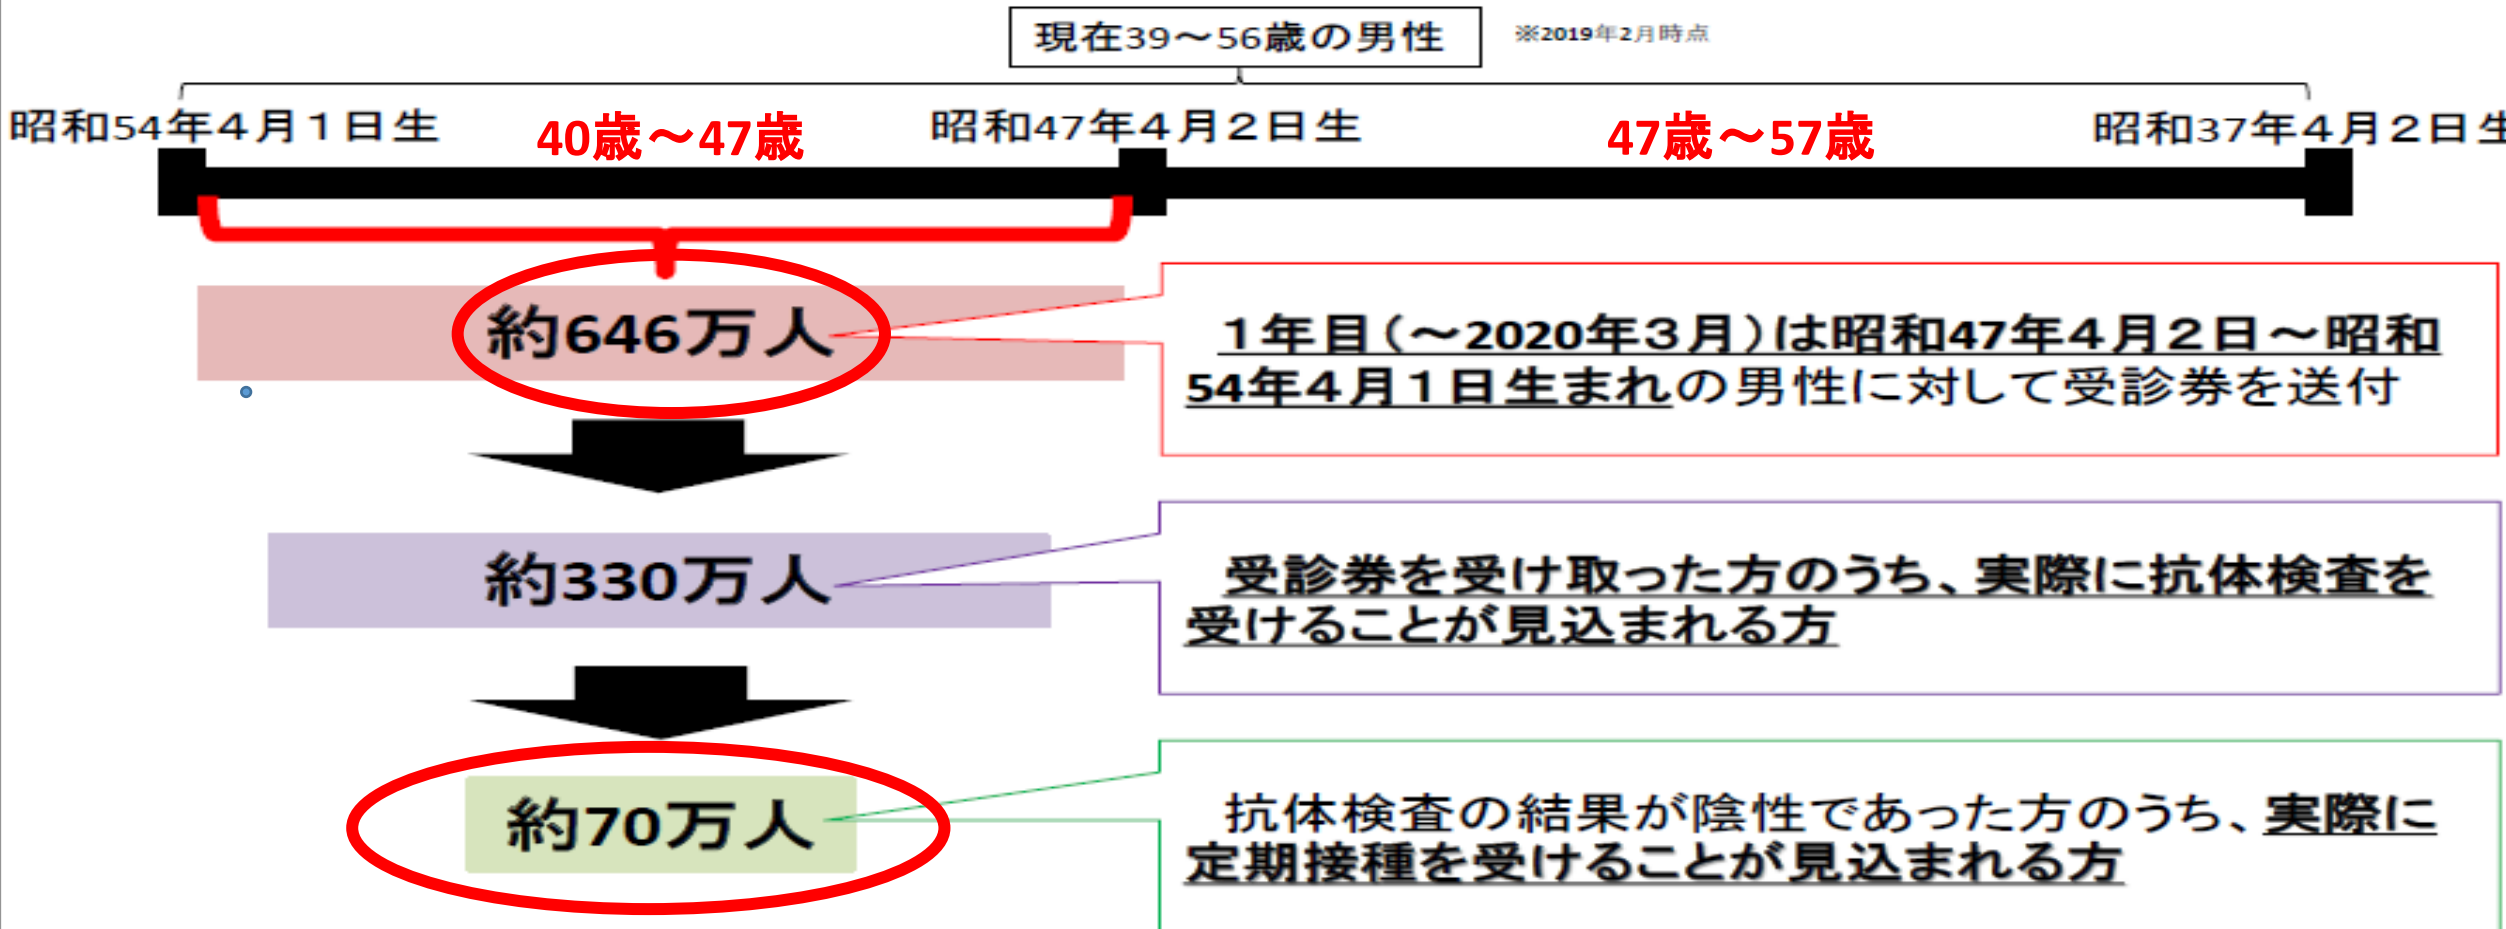 現在39～56歳の男性
※2019年2月時点
昭和54年４月１日生
40歳～47歳
昭和47年４月２日生
47歳～57歳
昭和37年４月２日生
約646万人
１年目（～2020年３月）は昭和47年４月２日～昭和
54年４月１日生まれの男性に対して受診券を送付
約330万人
受診券を受け取った方のうち、実際に抗体検査を
受けることが見込まれる方
約70万人
抗体検査の結果が陰性であった方のうち、実際に
定期接種を受けることが見込まれる方